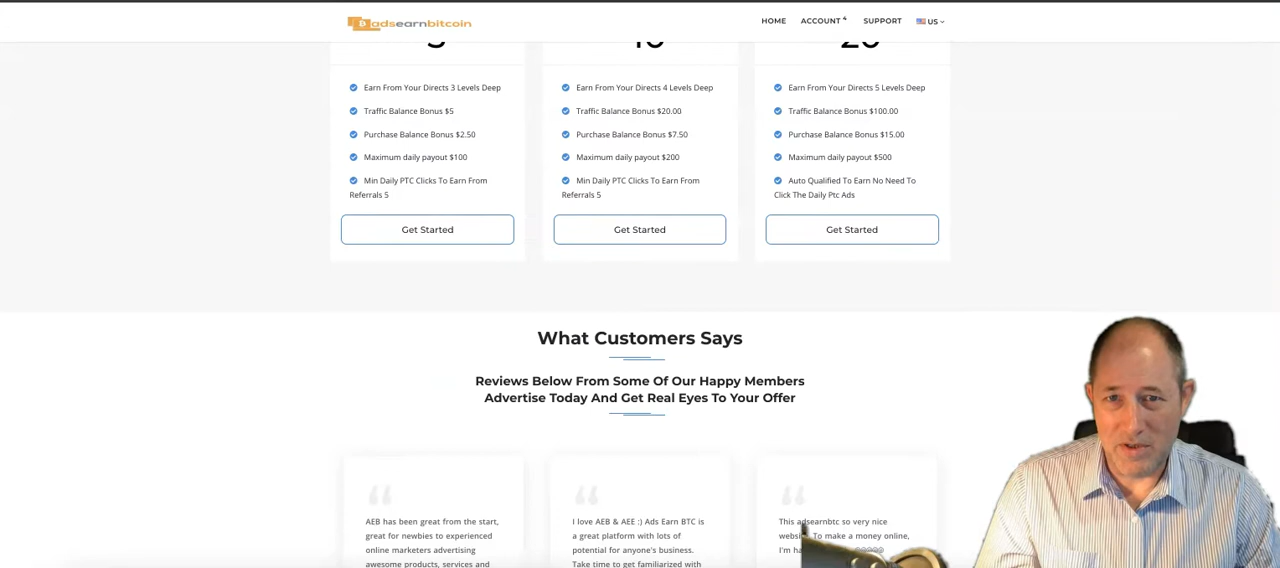 adsearnbitcoin
HOME ACCOUNT 4 SUPPORT US
Earn From Your Directs 3 Levels Deep
Traffic Balance Bonus $5
Purchase Balance Bonus $2.50
Maximum daily payout $100
Min Daily PTC Clicks To Earn From
Referrals 5
Get Started
Earn From Your Directs 4 Levels Deep
Traffic Balance Bonus $20.00
Purchase Balance Bonus $7.50
Maximum daily payout $200
Min Daily PTC Clicks To Earn From
Referrals 5
Get Started
Earn From Your Directs 5 Levels Deep
Traffic Balance Bonus $100.00
Purchase Balance Bonus $15.00
Maximum daily payout $500
Auto Qualified To Earn No Need To
Click The Daily Ptc Ads
Get Started
What Customers Says
Reviews Below From Some Of Our Happy Members
Advertise Today And Get Real Eyes To Your Offer
AEB has been great from the start,
great for newbies to experienced
online marketers advertising
awesome products, services and
I love AEB & AEE :) Ads Earn BTC is
a great platform with lots of
potential for anyone's business.
Take time to get familiarized with
This adsearnbtc so very nice
To make a money online,
I'm